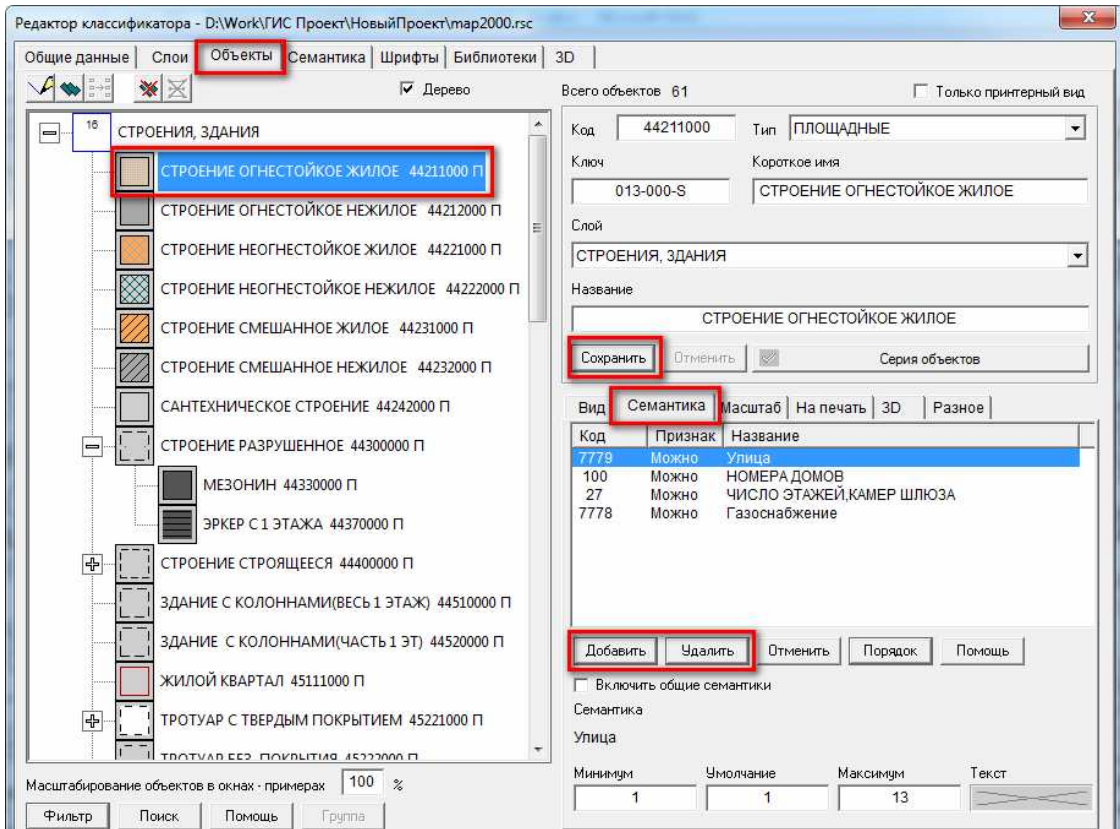 Редактор классификатора - D:\Work\ГИС Проект\НовыйПроект\map2000.rsc
Общие данные Слои Объекты Семантика Шрифты Библиотеки 3D
Дерево
16 СТРОЕНИЯ, ЗДАНИЯ
СТРОЕНИЕ ОГНЕСТОЙКОЕ ЖИЛОЕ 44211000 П
СТРОЕНИЕ ОГНЕСТОЙКОЕ НЕЖИЛОЕ 44212000 П
СТРОЕНИЕ НЕОГНЕСТОЙКОЕ ЖИЛОЕ 44221000 П
СТРОЕНИЕ НЕОГНЕСТОЙКОЕ НЕЖИЛОЕ 44222000 П
СТРОЕНИЕ СМЕШАННОЕ ЖИЛОЕ 44231000 П
СТРОЕНИЕ СМЕШАННОЕ НЕЖИЛОЕ 44232000 П
САНТЕХНИЧЕСКОЕ СТРОЕНИЕ 44242000 П
СТРОЕНИЕ РАЗРУШЕННОЕ 44300000 П
МЕЗОНИН 44330000 П
ЭРКЕР С 1 ЭТАЖА 44370000 П
СТРОЕНИЕ СТРОЯЩЕЕСЯ 44400000 П
ЗДАНИЕ С КОЛОННАМИ(ВЕСЬ 1 ЭТАЖ) 44510000 П
ЗДАНИЕ С КОЛОННАМИ(ЧАСТЬ 1 ЭТ) 44520000 П
ЖИЛОЙ КВАРТАЛ 45111000 П
ТРОТУАР С ТВЕРДЫМ ПОКРЫТИЕМ 45221000 П
ТРОТУАР БЕЗ ПОКРЫТИЯ 45222000 П
Масштабирование объектов в окнах - примерах 100 %
Фильтр Поиск Помощь Группа
Всего объектов 61 Только принтерный вид
Код 44211000 Тип ПЛОЩАДНЫЕ
Ключ Короткое имя
013-000-S СТРОЕНИЕ ОГНЕСТОЙКОЕ ЖИЛОЕ
Слой
СТРОЕНИЯ, ЗДАНИЯ
Название
СТРОЕНИЕ ОГНЕСТОЙКОЕ ЖИЛОЕ
Сохранить Отменить Серия объектов
Вид Семантика Масштаб На печать 3D Разное
Код Признак Название
7779 Можно Улица
100 Можно НОМЕРА ДОМОВ
27 Можно ЧИСЛО ЭТАЖЕЙ,КАМЕР ШЛЮЗА
7778 Можно Газоснабжение
Добавить Удалить Отменить Порядок Помощь
Включить общие семантики
Семантика
Улица
Минимум Умолчание Максимум Текст
1 1 13